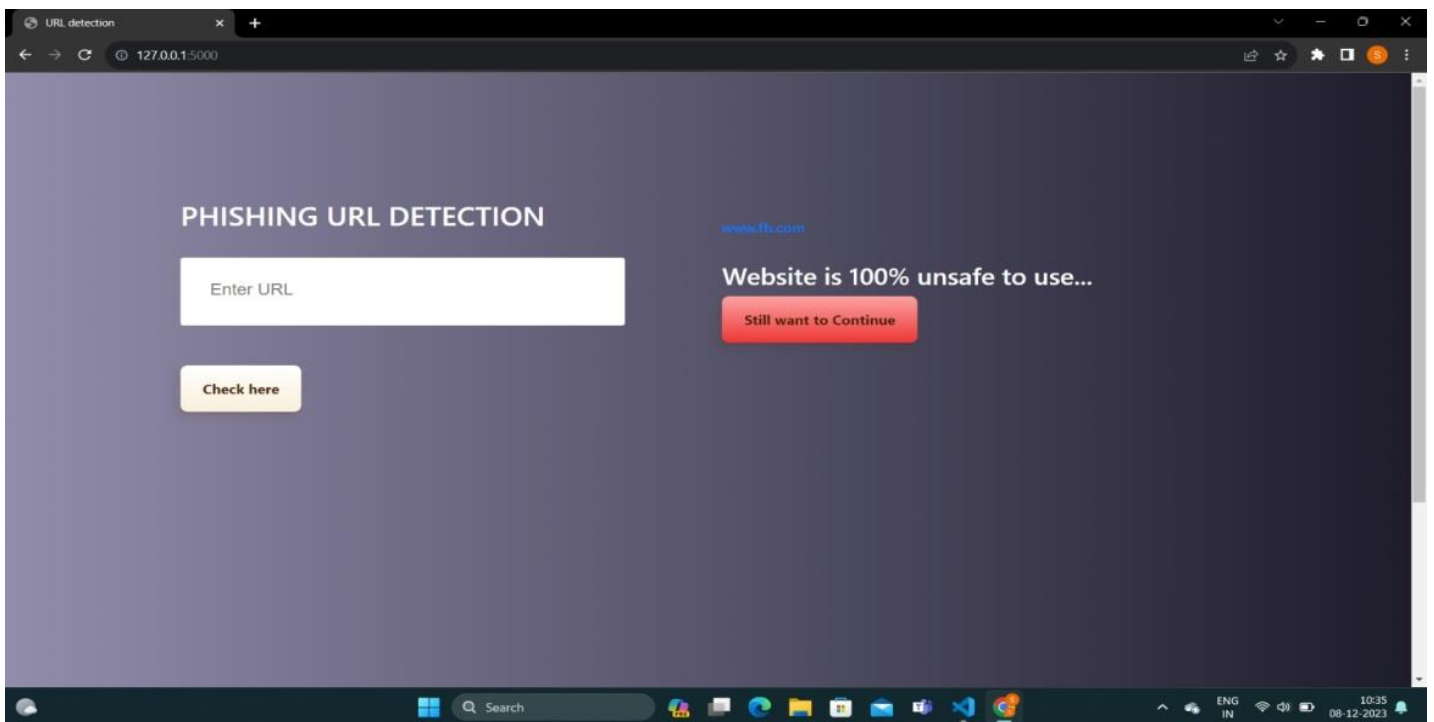 URL detection
127.0.0.1:5000
S
PHISHING URL DETECTION
Enter URL
Check here
www.fb.com
Website is 100% unsafe to use...
Still want to Continue
Search
ENG
IN
10:35
08-12-2023